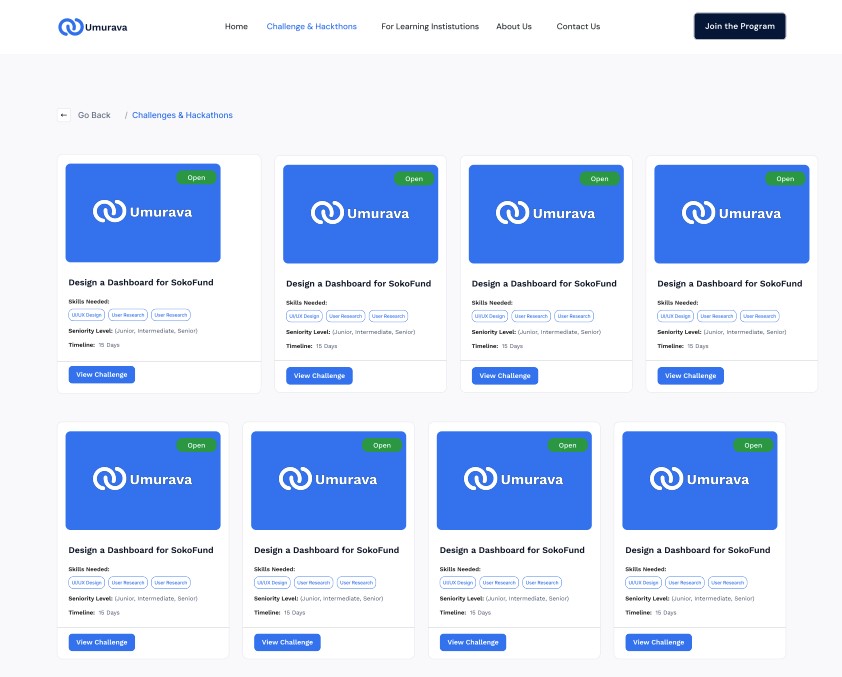 Umurava Home Challenge & Hackthons For Learning Instistutions About Us Contact Us Join the Program
← Go Back / Challenges & Hackathons
Open Open Open Open
Umurava Umurava Umurava Umurava
Design a Dashboard for SokoFund Design a Dashboard for SokoFund Design a Dashboard for SokoFund Design a Dashboard for SokoFund
Skills Needed: Skills Needed: Skills Needed: Skills Needed:
UI/UX Design User Research User Research UI/UX Design User Research User Research UI/UX Design User Research User Research UI/UX Design User Research User Research
Seniority Level: (Junior, Intermediate, Senior) Seniority Level: (Junior, Intermediate, Senior) Seniority Level: (Junior, Intermediate, Senior) Seniority Level: (Junior, Intermediate, Senior)
Timeline: 15 Days Timeline: 15 Days Timeline: 15 Days Timeline: 15 Days
View Challenge View Challenge View Challenge View Challenge
Open Open Open Open
Umurava Umurava Umurava Umurava
Design a Dashboard for SokoFund Design a Dashboard for SokoFund Design a Dashboard for SokoFund Design a Dashboard for SokoFund
Skills Needed: Skills Needed: Skills Needed: Skills Needed:
UI/UX Design User Research User Research UI/UX Design User Research User Research UI/UX Design User Research User Research UI/UX Design User Research User Research
Seniority Level: (Junior, Intermediate, Senior) Seniority Level: (Junior, Intermediate, Senior) Seniority Level: (Junior, Intermediate, Senior) Seniority Level: (Junior, Intermediate, Senior)
Timeline: 15 Days Timeline: 15 Days Timeline: 15 Days Timeline: 15 Days
View Challenge View Challenge View Challenge View Challenge